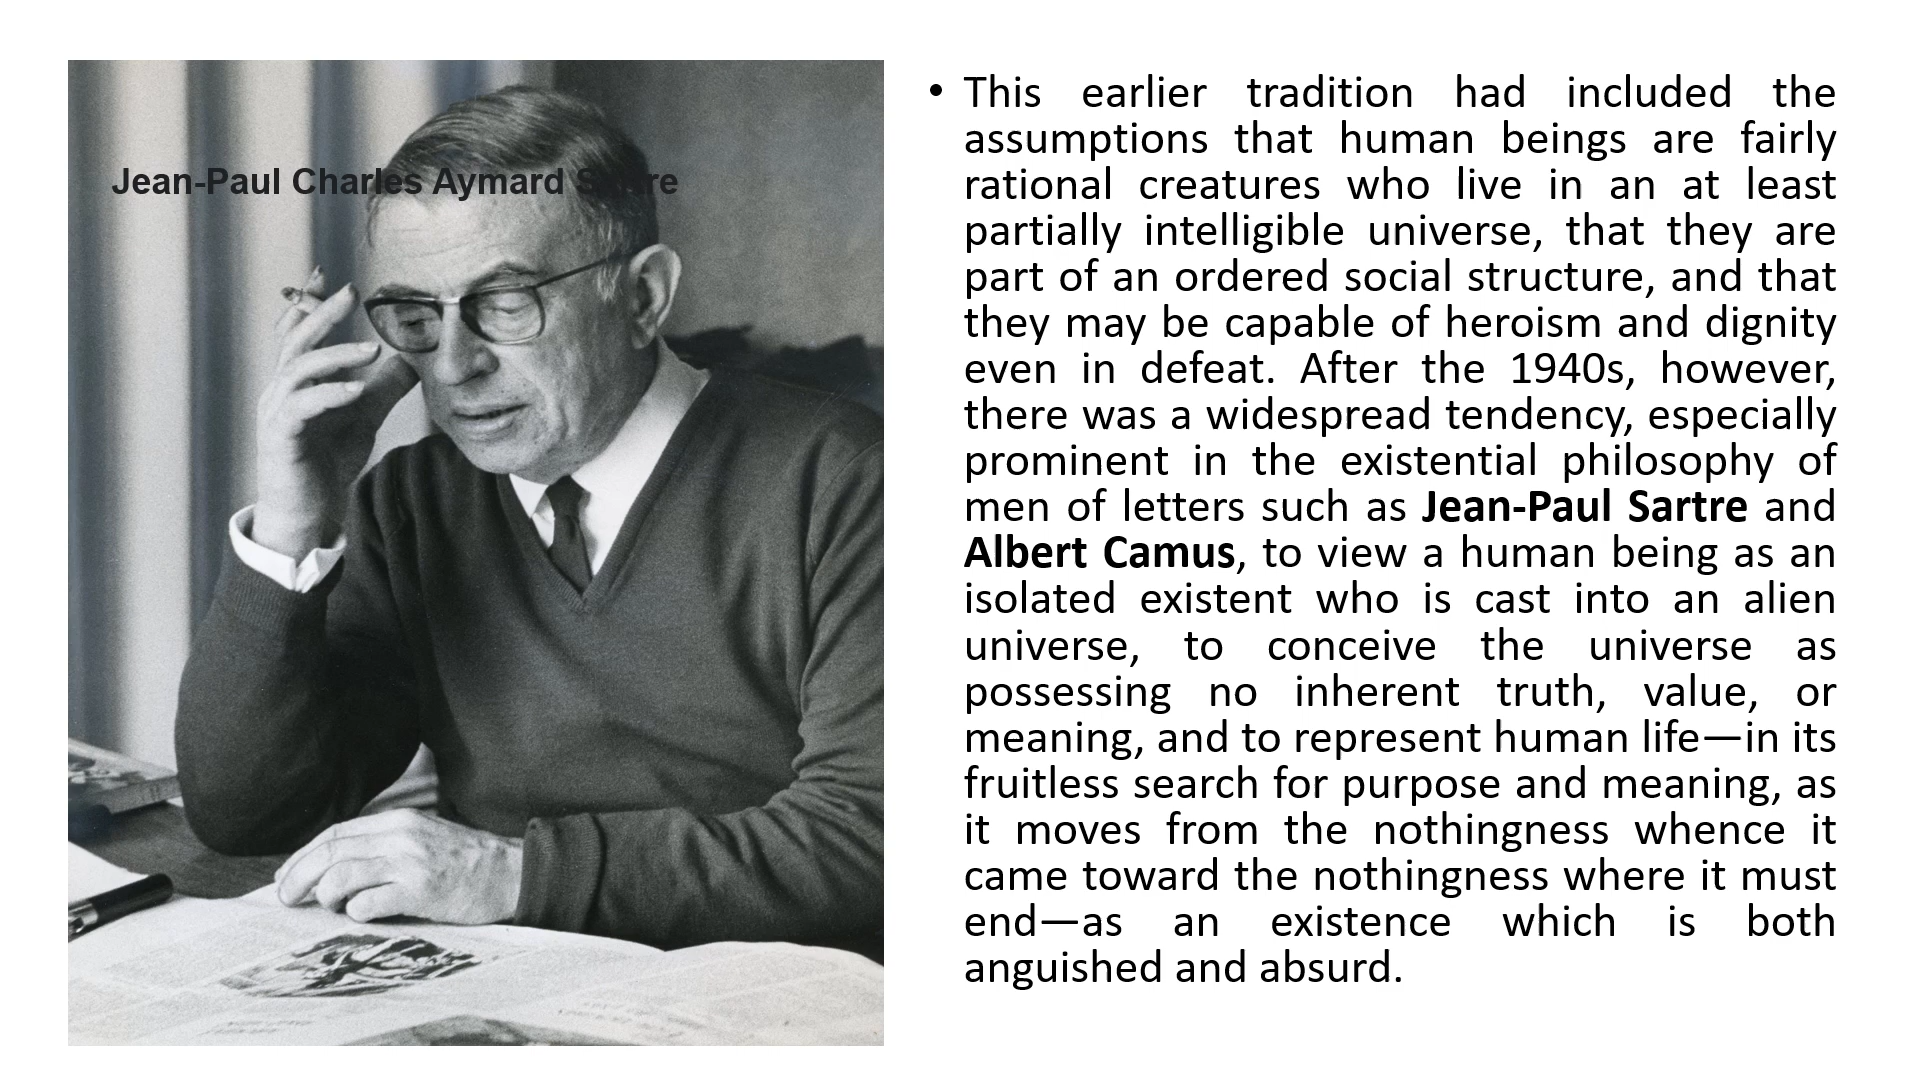 Jean-Paul Charles Aymard Sartre
• This earlier tradition had included the
assumptions that human beings are fairly
rational creatures who live in an at least
partially intelligible universe, that they are
part of an ordered social structure, and that
they may be capable of heroism and dignity
even in defeat. After the 1940s, however,
there was a widespread tendency, especially
prominent in the existential philosophy of
men of letters such as Jean-Paul Sartre and
Albert Camus, to view a human being as an
isolated existent who is cast into an alien
universe, to conceive the universe as
possessing no inherent truth, value, or
meaning, and to represent human life—in its
fruitless search for purpose and meaning, as
it moves from the nothingness whence it
came toward the nothingness where it must
end—as an existence which is both
anguished and absurd.